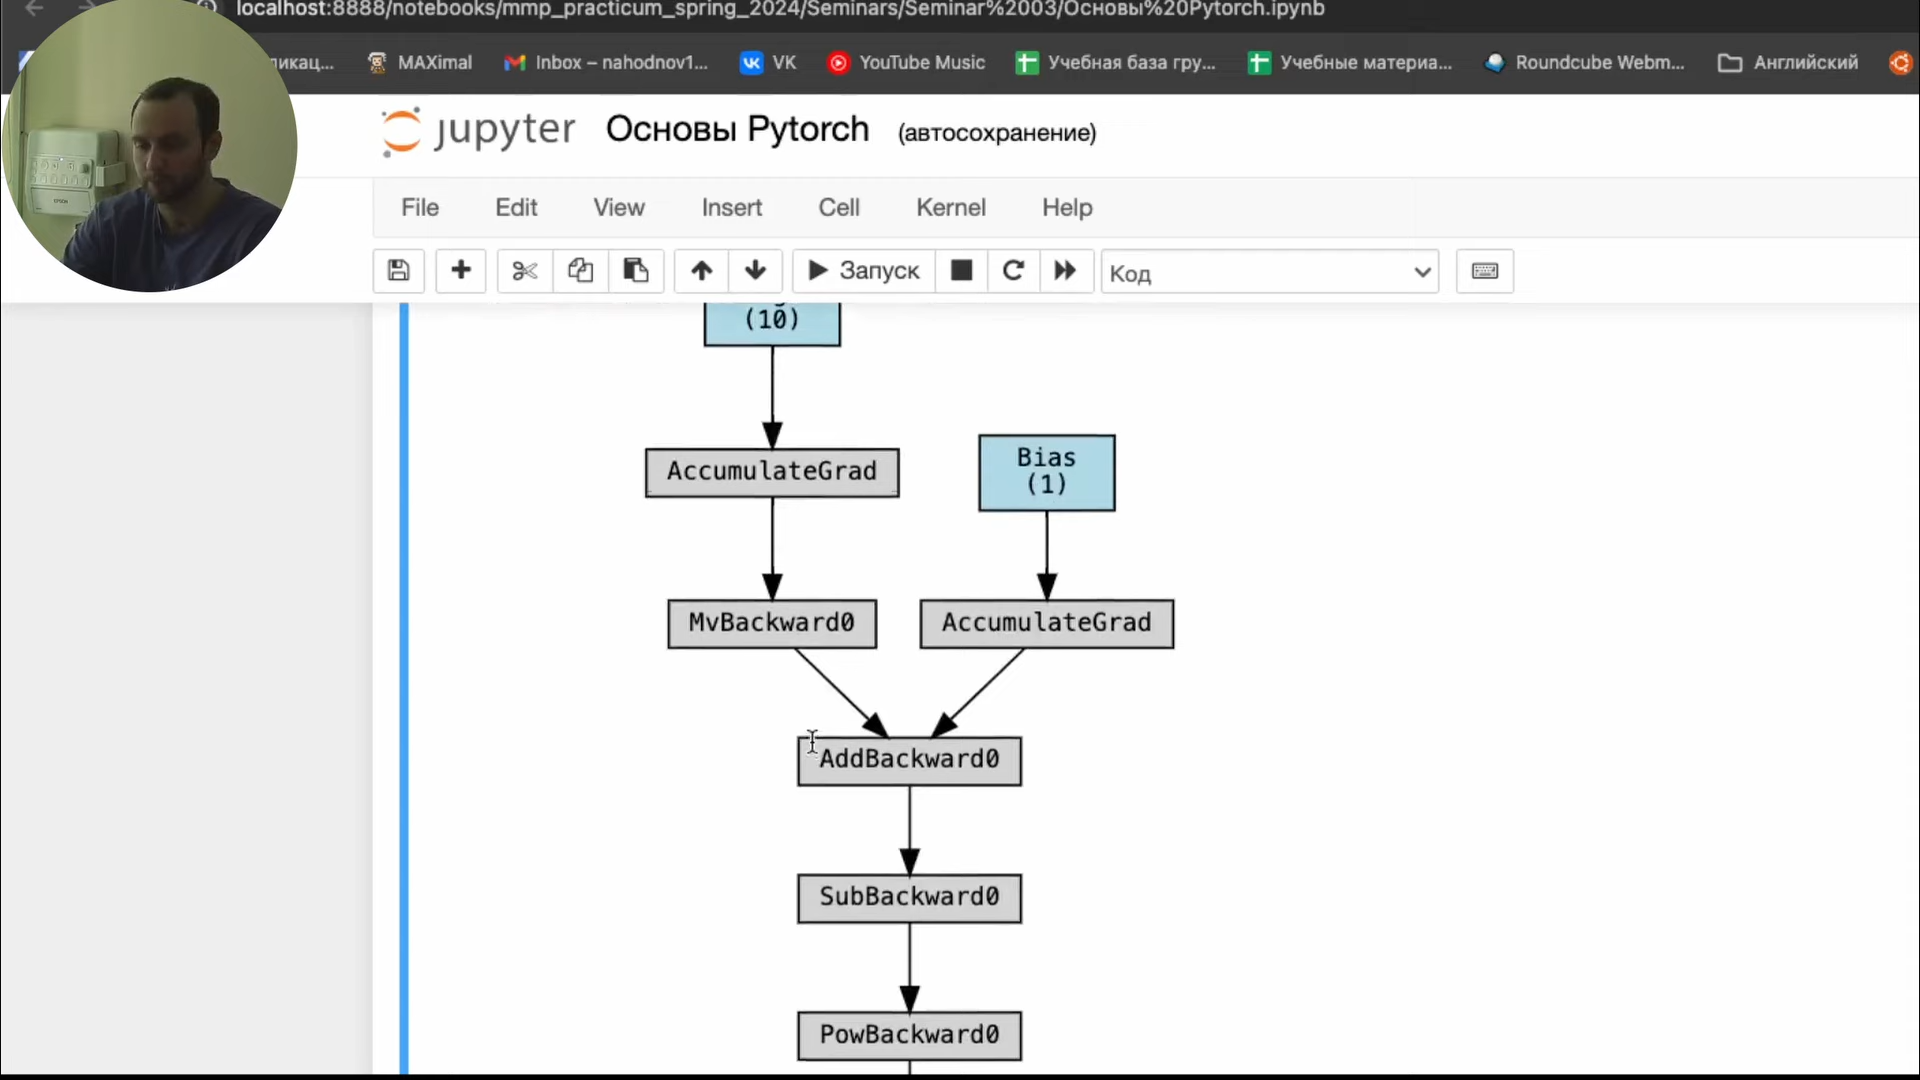 localhost:8888/notebooks/mmp_practicum_spring_2024/Seminars/Seminar%2003/Основы%20Pytorch.ipynb
ликац... MAXimal Inbox – nahodnov1... VK YouTube Music Учебная база гру... Учебные материа... Roundcube Webm... Английский
jupyter Основы Pytorch (автосохранение)
File Edit View Insert Cell Kernel Help
Запуск Код
(10)
AccumulateGrad
Bias
(1)
MvBackward0 AccumulateGrad
AddBackward0
SubBackward0
PowBackward0
EPSON